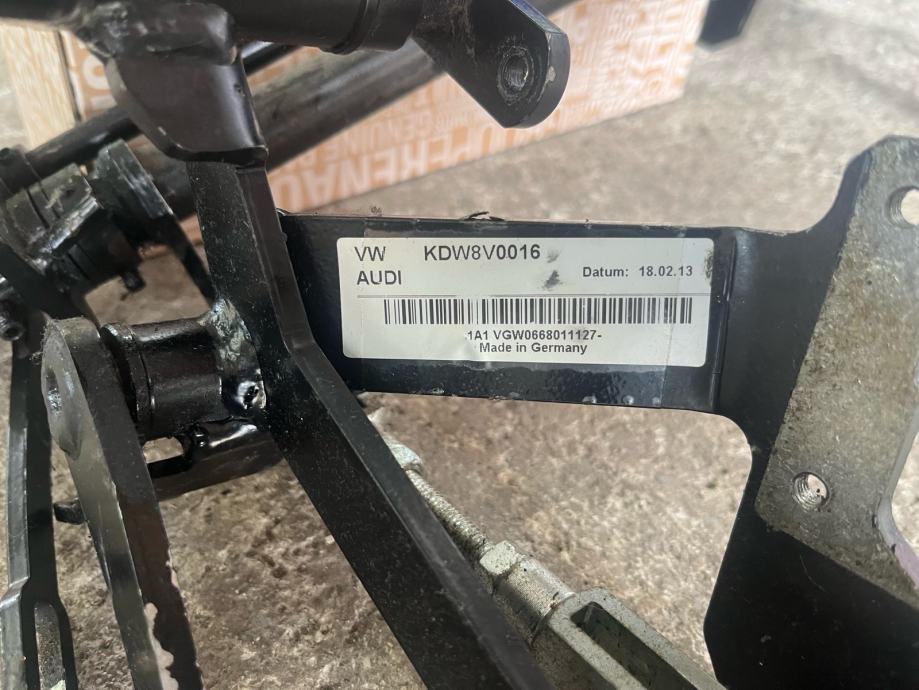 VW KDW8V0016
AUDI Datum: 18.02.13
1A1 VGW0668011127-
Made in Germany